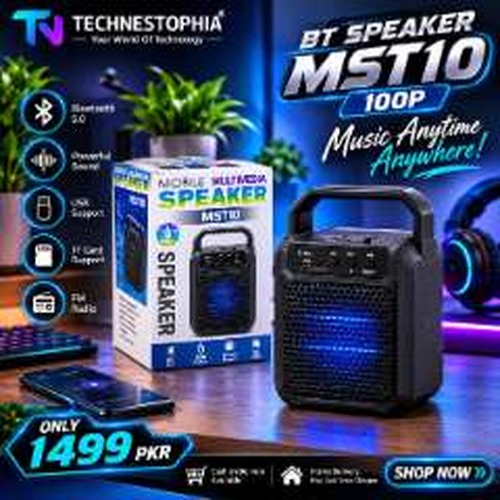 TECHNESTOPHIA
Your World Of Technology
BT SPEAKER
MST10
100P
Music Anytime
Anywhere!
Bluetooth
5.0
Powerful
Sound
USB
Support
TF Card
Support
FM
Radio
MOBILE MULTIMEDIA
SPEAKER
MST10
SPEAKER
ONLY
1499 PKR
SHOP NOW